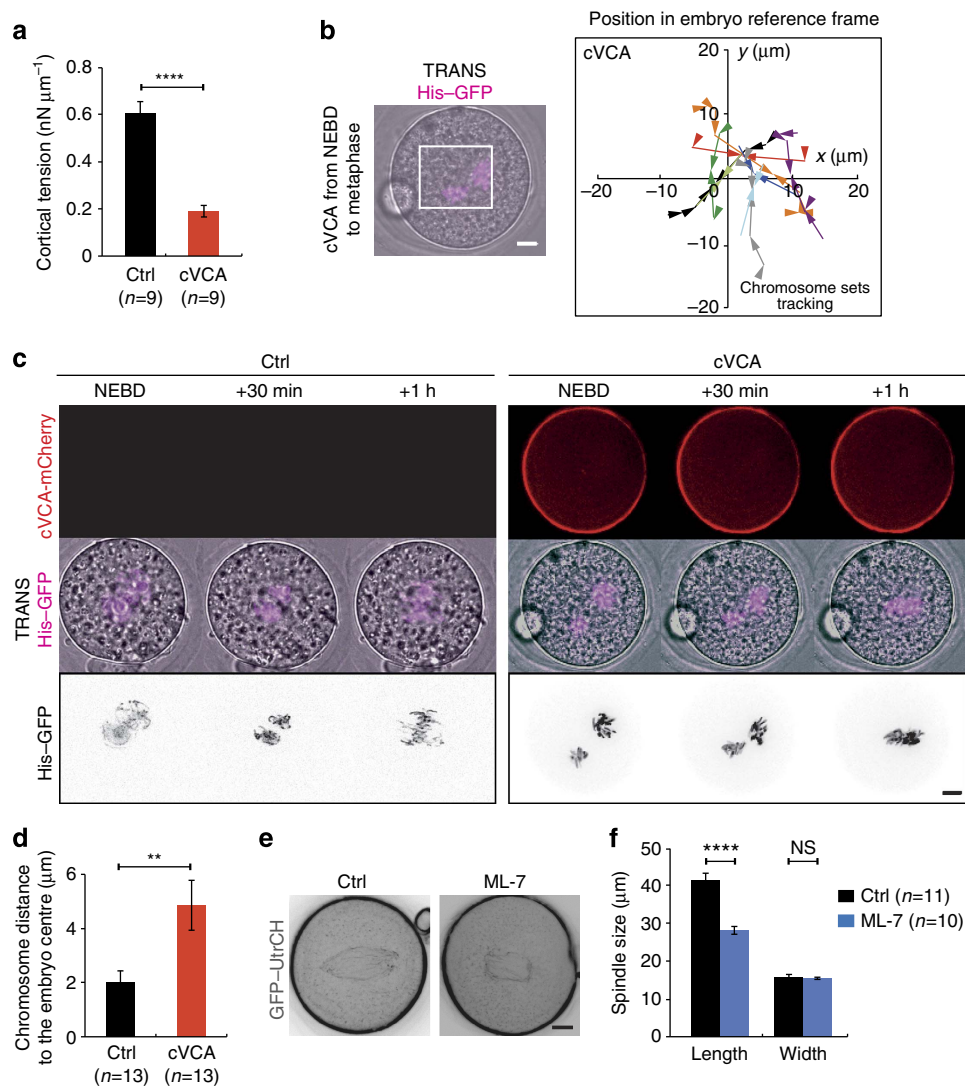 a
Cortical tension (nN μm⁻¹)
0.8
0.6
0.4
0.2
0
****
Ctrl
(n=9)
cVCA
(n=9)
b
cVCA from NEBD
to metaphase
TRANS
His–GFP
Position in embryo reference frame
cVCA
y (μm)
x (μm)
20
10
0
−10
−20
−20
−10
10
20
Chromosome sets
tracking
c
Ctrl
cVCA
NEBD
+30 min
+1 h
NEBD
+30 min
+1 h
cVCA-mCherry
TRANS
His–GFP
His–GFP
d
Chromosome distance
to the embryo centre (μm)
6
4
2
0
**
Ctrl
(n=13)
cVCA
(n=13)
e
Ctrl
ML-7
GFP–UtrCH
f
Spindle size (μm)
50
40
30
20
10
0
****
NS
Length
Width
Ctrl (n=11)
ML-7 (n=10)